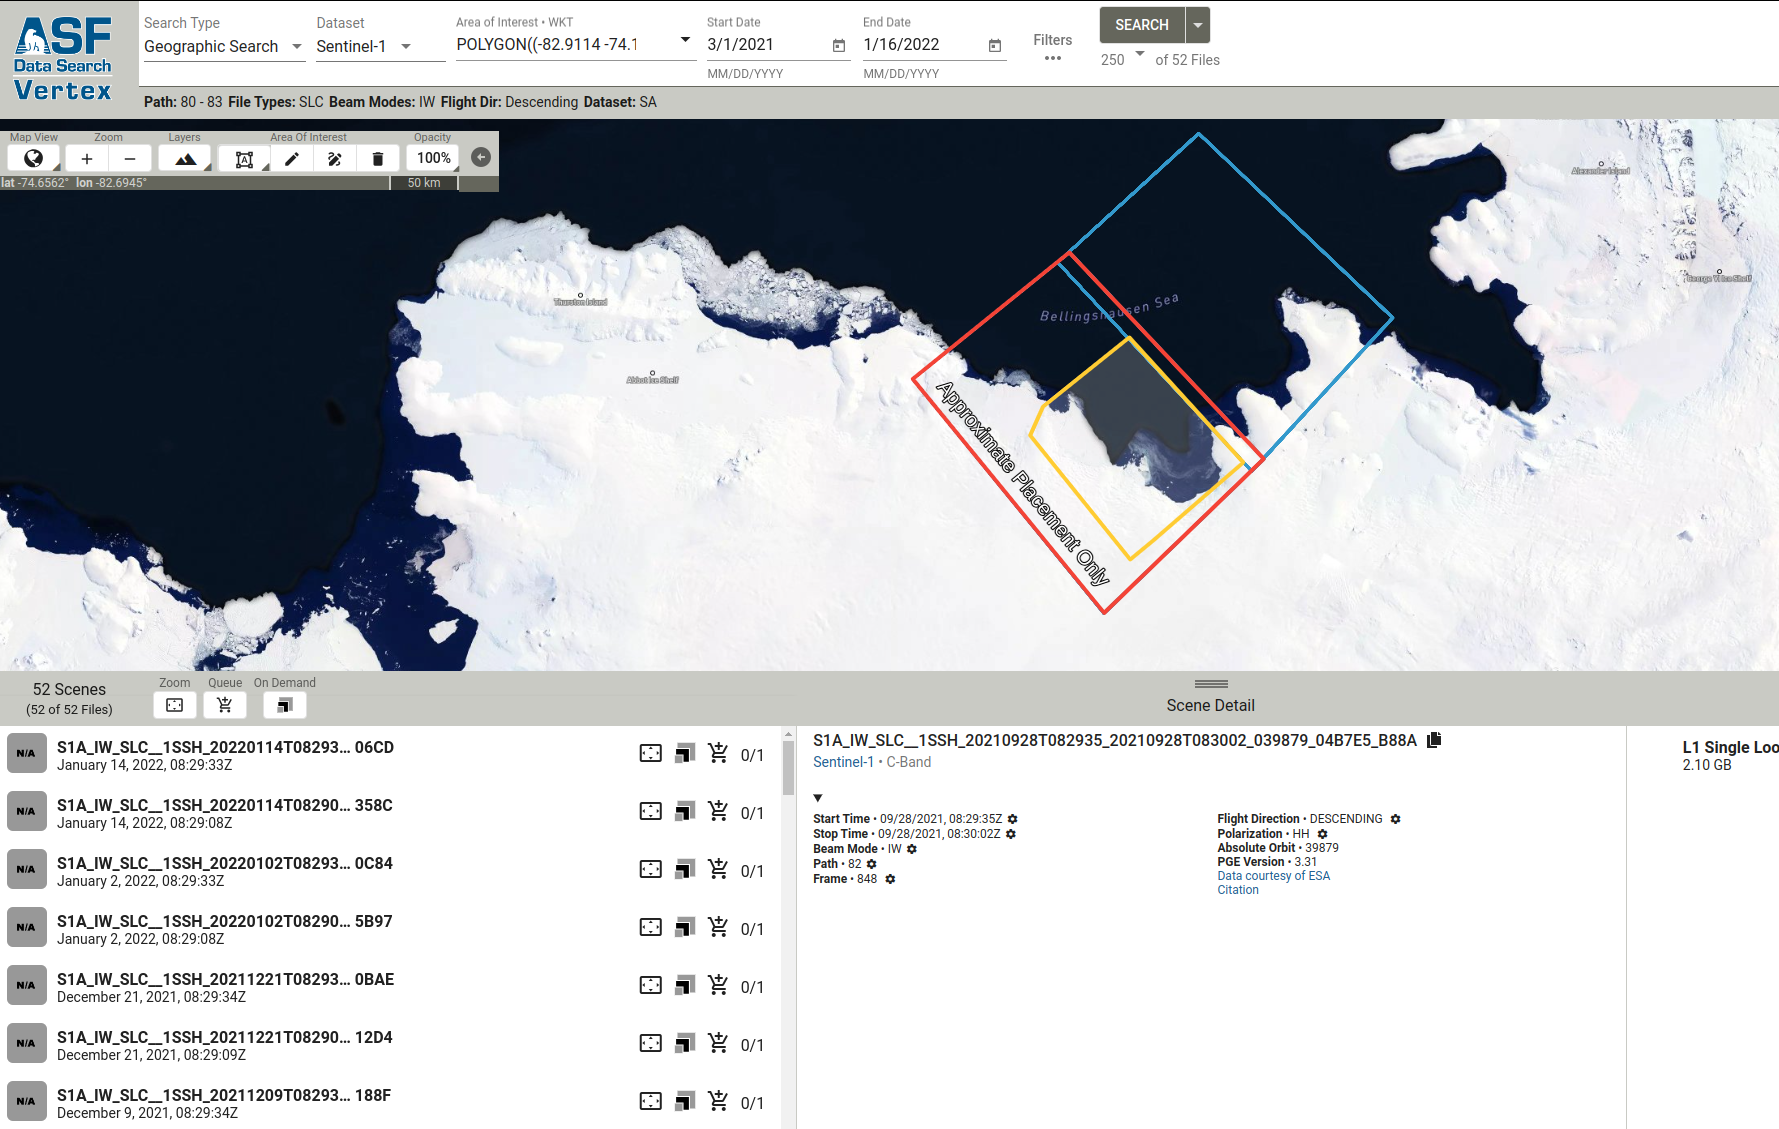 ASF
Data Search
Vertex
Search Type
Geographic Search
Dataset
Sentinel-1
Area of Interest • WKT
POLYGON((-82.9114 -74.1
Start Date
3/1/2021
MM/DD/YYYY
End Date
1/16/2022
MM/DD/YYYY
Filters
SEARCH
250 of 52 Files
Path: 80 - 83 File Types: SLC Beam Modes: IW Flight Dir: Descending Dataset: SA
Map View Zoom Layers Area Of Interest Opacity
A
100%
lat -74.6562° lon -82.6945°
50 km
Alexander Island
George VI Ice Shelf
Thurston Island
Abbot Ice Shelf
Bellingshausen Sea
Approximate Placement Only
52 Scenes
(52 of 52 Files)
Zoom Queue On Demand
Scene Detail
N/A
S1A_IW_SLC__1SSH_20220114T08293... 06CD
January 14, 2022, 08:29:33Z
0/1
N/A
S1A_IW_SLC__1SSH_20220114T08290... 358C
January 14, 2022, 08:29:08Z
0/1
N/A
S1A_IW_SLC__1SSH_20220102T08293... 0C84
January 2, 2022, 08:29:33Z
0/1
N/A
S1A_IW_SLC__1SSH_20220102T08290... 5B97
January 2, 2022, 08:29:08Z
0/1
N/A
S1A_IW_SLC__1SSH_20211221T08293... 0BAE
December 21, 2021, 08:29:34Z
0/1
N/A
S1A_IW_SLC__1SSH_20211221T08290... 12D4
December 21, 2021, 08:29:09Z
0/1
N/A
S1A_IW_SLC__1SSH_20211209T08293... 188F
December 9, 2021, 08:29:34Z
0/1
S1A_IW_SLC__1SSH_20210928T082935_20210928T083002_039879_04B7E5_B88A
Sentinel-1 • C-Band
Start Time • 09/28/2021, 08:29:35Z
Stop Time • 09/28/2021, 08:30:02Z
Beam Mode • IW
Path • 82
Frame • 848
Flight Direction • DESCENDING
Polarization • HH
Absolute Orbit • 39879
PGE Version • 3.31
Data courtesy of ESA
Citation
L1 Single Loo
2.10 GB